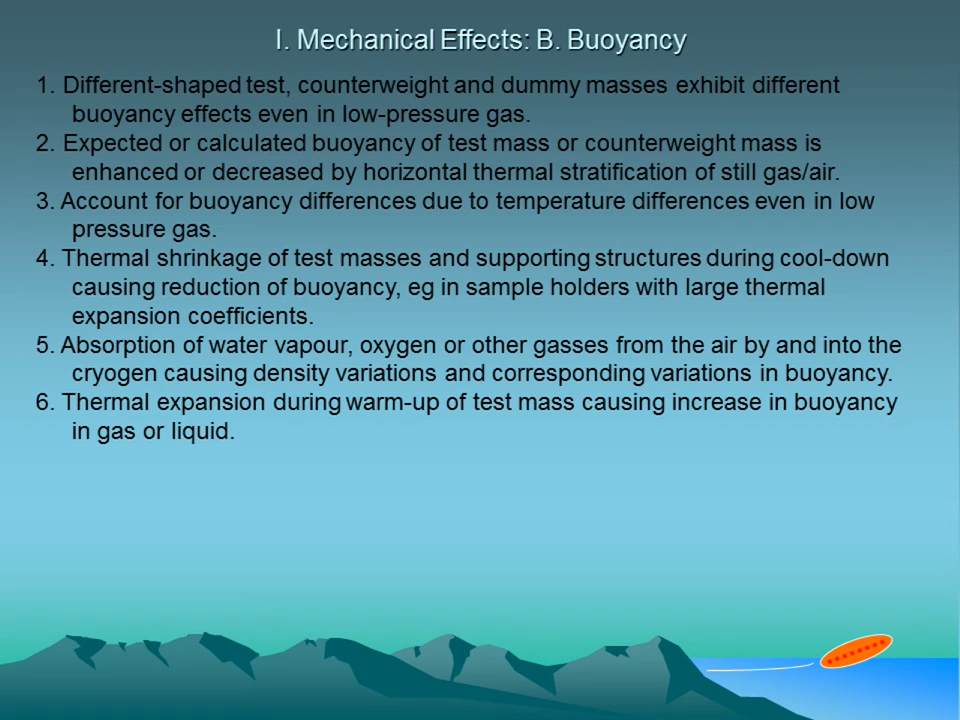 I. Mechanical Effects: B. Buoyancy
1. Different-shaped test, counterweight and dummy masses exhibit different
buoyancy effects even in low-pressure gas.
2. Expected or calculated buoyancy of test mass or counterweight mass is
enhanced or decreased by horizontal thermal stratification of still gas/air.
3. Account for buoyancy differences due to temperature differences even in low
pressure gas.
4. Thermal shrinkage of test masses and supporting structures during cool-down
causing reduction of buoyancy, eg in sample holders with large thermal
expansion coefficients.
5. Absorption of water vapour, oxygen or other gasses from the air by and into the
cryogen causing density variations and corresponding variations in buoyancy.
6. Thermal expansion during warm-up of test mass causing increase in buoyancy
in gas or liquid.